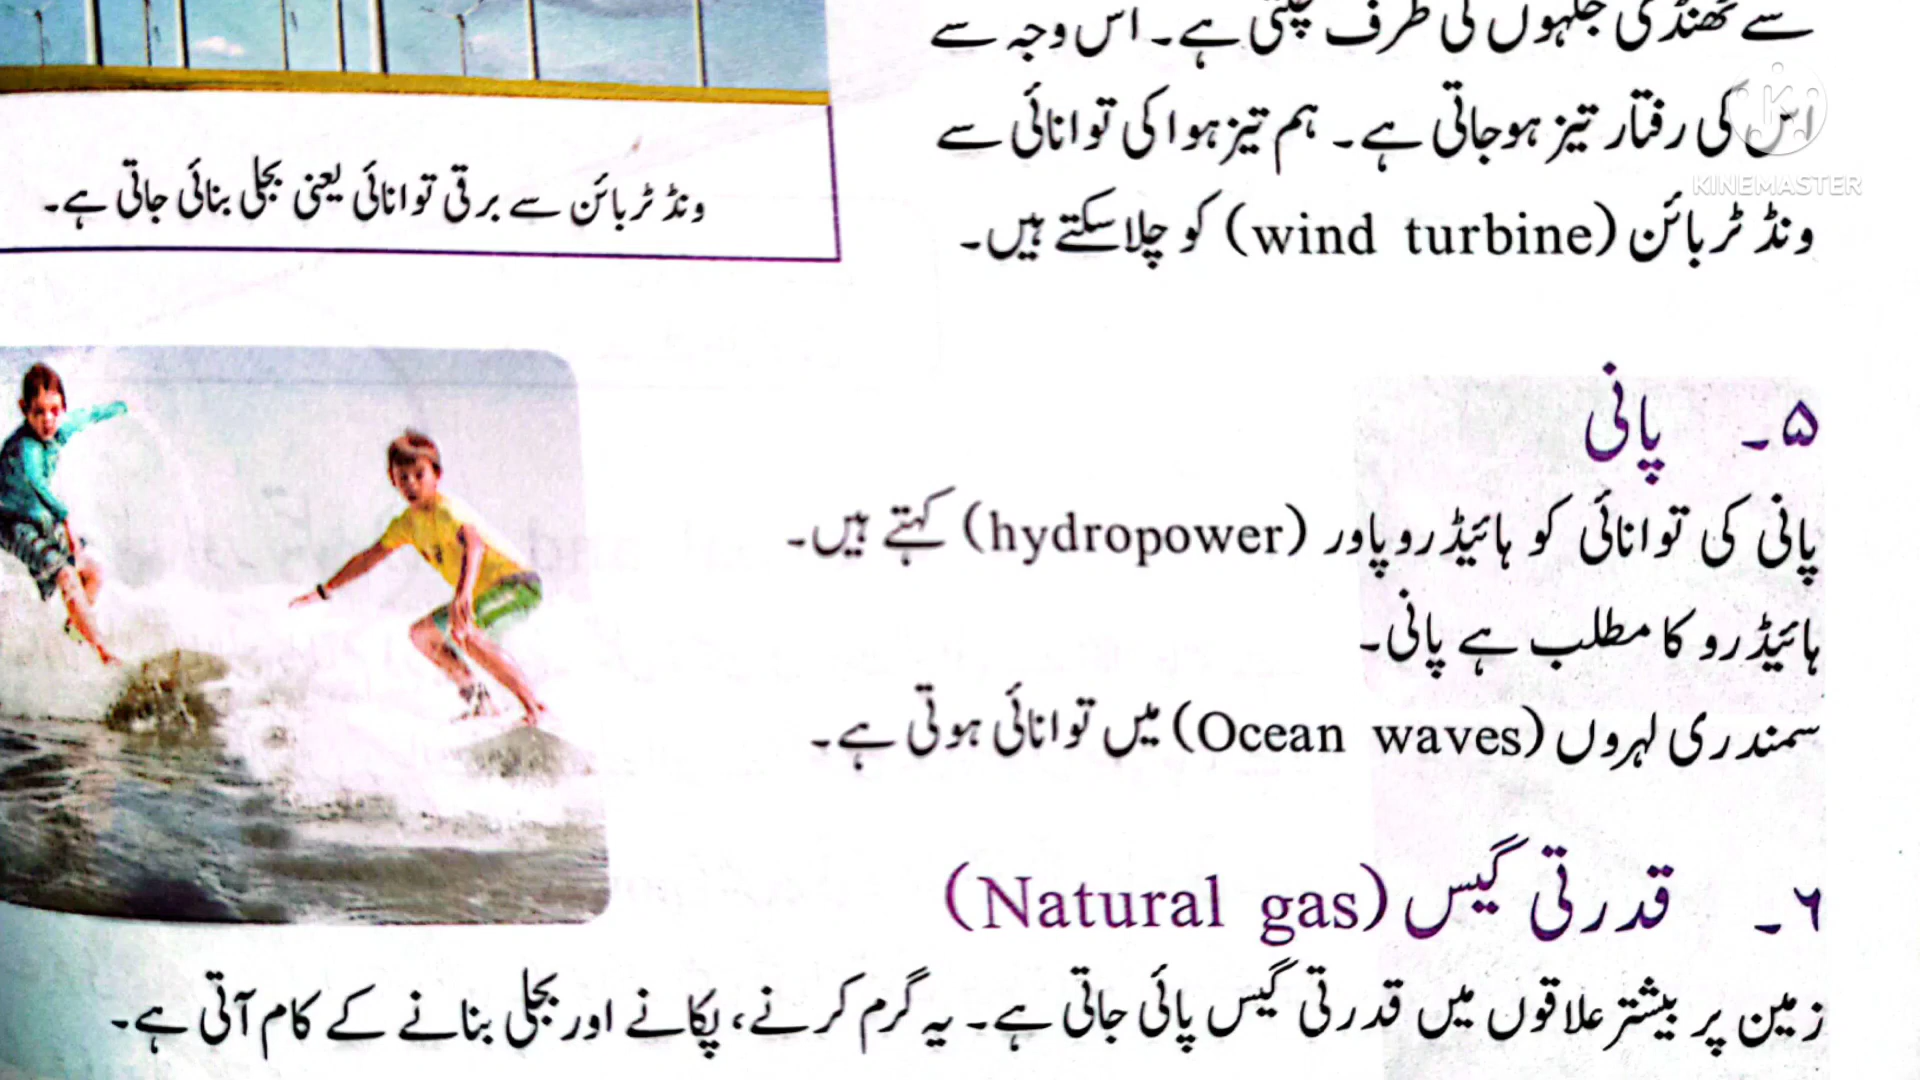 سے ٹھنڈی جگہوں کی طرف چلتی ہے۔ اس وجہ سے
اس کی رفتار تیز ہوجاتی ہے۔ ہم تیز ہوا کی توانائی سے
ونڈ ٹربائن (wind turbine) کو چلا سکتے ہیں۔
ونڈ ٹربائن سے برقی توانائی یعنی بجلی بنائی جاتی ہے۔
KINEMASTER
۵۔ پانی
پانی کی توانائی کو ہائیڈروپاور (hydropower) کہتے ہیں۔
ہائیڈرو کا مطلب ہے پانی۔
سمندری لہروں (Ocean waves) میں توانائی ہوتی ہے۔
۶۔ قدرتی گیس (Natural gas)
زمین پر بیشتر علاقوں میں قدرتی گیس پائی جاتی ہے۔ یہ گرم کرنے، پکانے اور بجلی بنانے کے کام آتی ہے۔